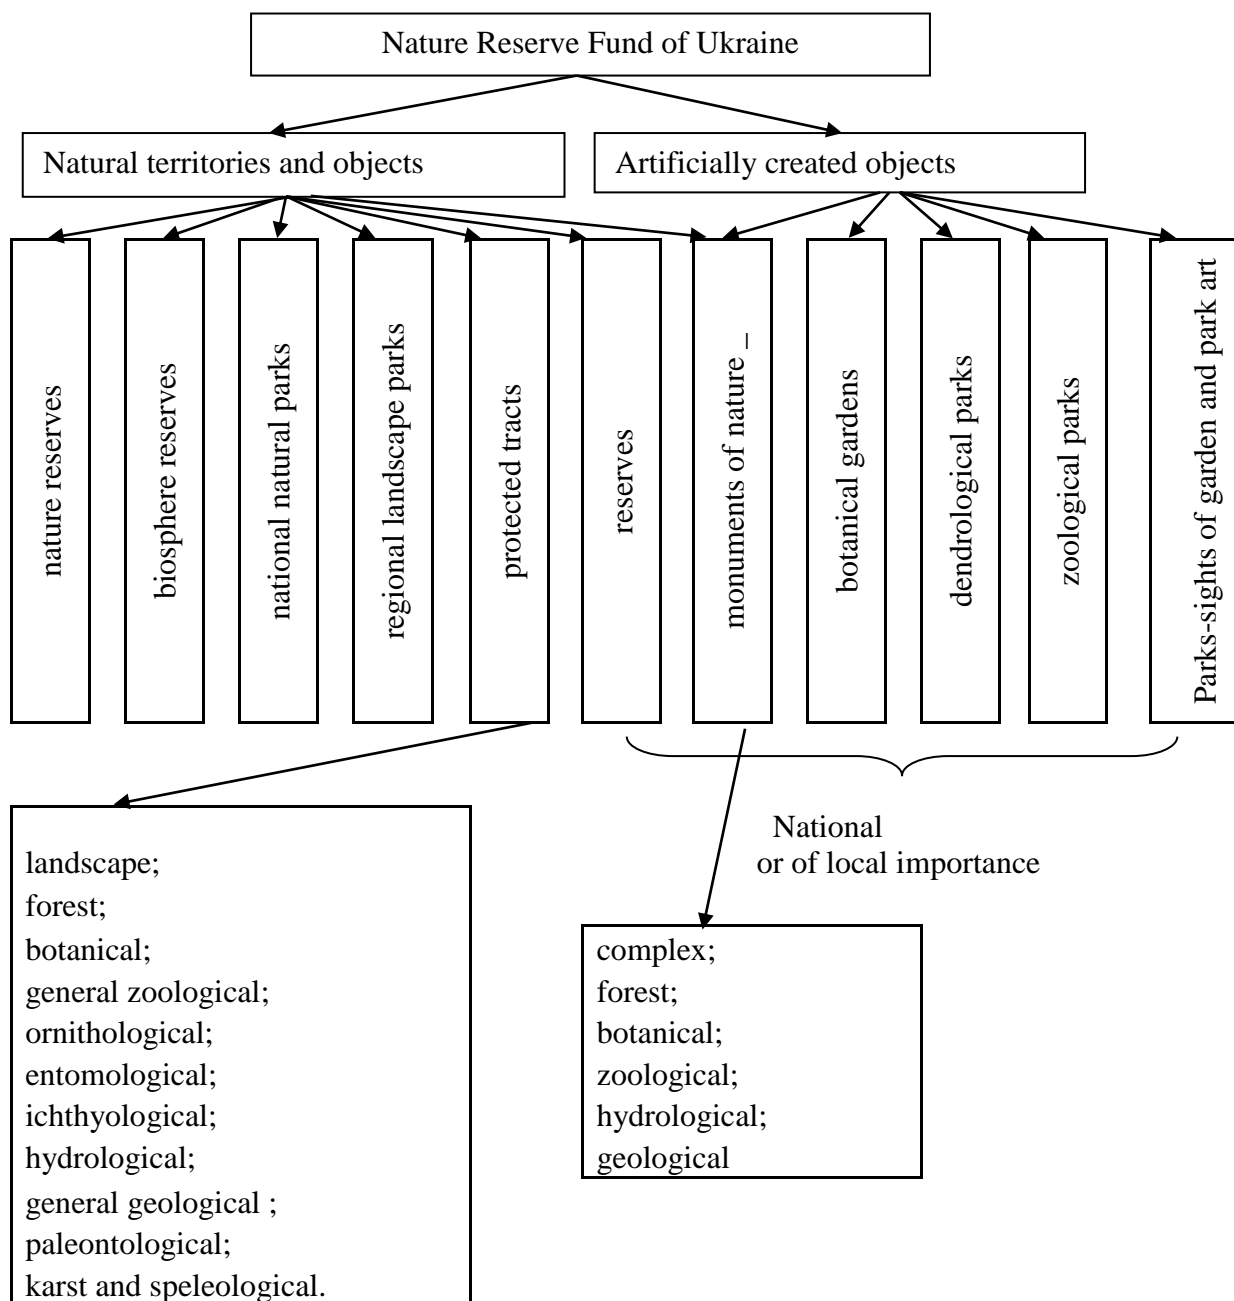 Nature Reserve Fund of Ukraine
Natural territories and objects
Artificially created objects
nature reserves
biosphere reserves
national natural parks
regional landscape parks
protected tracts
reserves
monuments of nature _
botanical gardens
dendrological parks
zoological parks
Parks-sights of garden and park art
National
or of local importance
landscape;
forest;
botanical;
general zoological;
ornithological;
entomological;
ichthyological;
hydrological;
general geological ;
paleontological;
karst and speleological.
complex;
forest;
botanical;
zoological;
hydrological;
geological